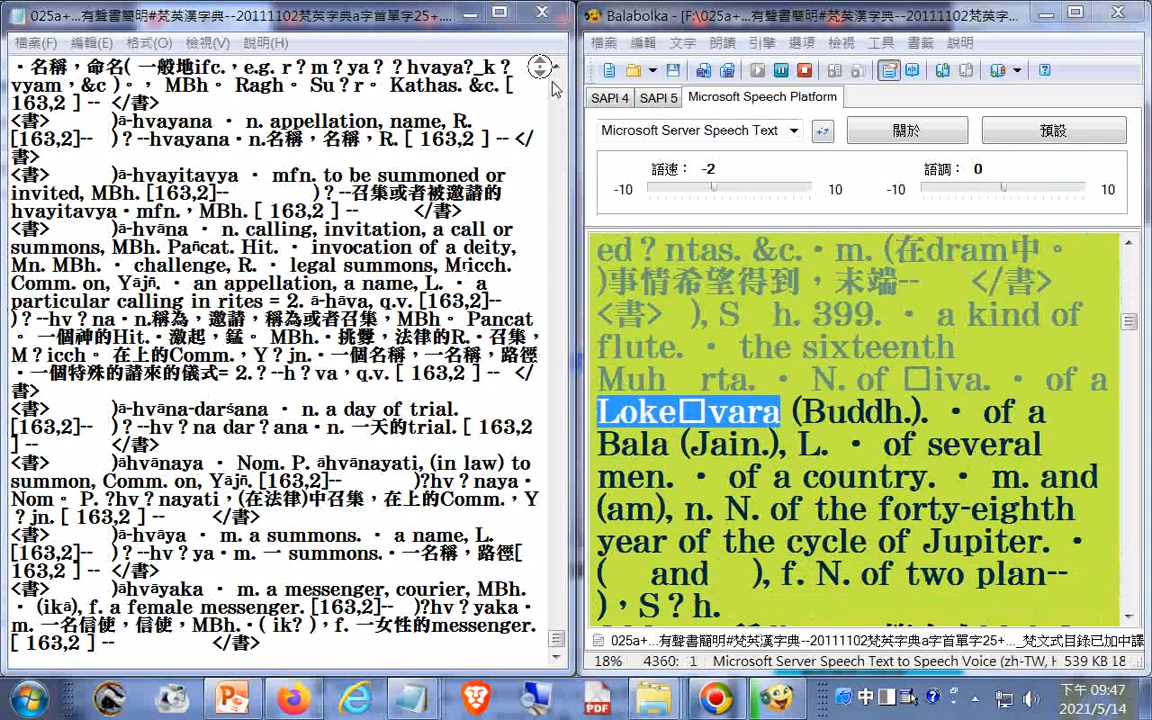 025a+...有聲書簡明#梵英漢字典--20111102梵英字典a字首單字25+...
檔案(F) 編輯(E) 格式(O) 檢視(V) 說明(H)
・名稱，命名( 一般地ifc.，e.g. r？m？ya？？hvaya?_k？
vyam，&c )。， MBh。Ragh。Su？r。Kathas. &c. [
163,2] -- </書>
<書> )ā-hvayana ・ n. appellation, name, R.
[163,2]-- )？--hvayana・n.名稱，名稱，R. [ 163,2 ] -- </
書>
<書> )ā-hvayitavya ・ mfn. to be summoned or
invited, MBh. [163,2]-- )？--召集或者被邀請的
hvayitavya・mfn.，MBh. [ 163,2 ] -- </書>
<書> )ā-hvāna ・ n. calling, invitation, a call or
summons, MBh. Pañcat. Hit. ・ invocation of a deity,
Mn. MBh. ・ challenge, R. ・ legal summons, Mṛicch.
Comm. on, Yājñ. ・ an appellation, a name, L. ・ a
particular calling in rites = 2. ā-hāva, q.v. [163,2]--
)？--hv？na・n.稱為，邀請，稱為或者召集，MBh。Pancat
。一個神的Hit.・激起，錳。 MBh.・挑釁，法律的R.・召集，
M？icch。 在上的Comm.，Y？jn.・一個名稱，一名稱，路徑
・一個特殊的請來的儀式= 2.？--h？va，q.v. [ 163,2 ] -- </
書>
<書> )ā-hvāna-darśana ・ n. a day of trial.
[163,2]-- )？--hv？na dar？ana・n. 一天的trial. [ 163,2
] -- </書>
<書> )āhvānaya ・ Nom. P. āhvānayati, (in law) to
summon, Comm. on, Yājñ. [163,2]-- )?hv？naya・
Nom。 P. ?hv？nayati，(在法律)中召集，在上的Comm.，Y
？jn. [ 163,2 ] -- </書>
<書> )ā-hvāya ・ m. a summons. ・ a name, L.
[163,2]-- )？--hv？ya・m. 一 summons.・一名稱，路徑[
163,2 ] -- </書>
<書> )āhvāyaka ・ m. a messenger, courier, MBh.
・ (ikā), f. a female messenger. [163,2]-- )?hv？yaka・
m. 一名信使，信使，MBh.・( ik？)，f. 一女性的messenger.
[ 163,2 ] -- </書>
Balabolka - [F:\025a+...有聲書簡明#梵英漢字典--20111102梵英字...
檔案 編輯 文字 朗讀 引擎 選項 檢視 工具 書籤 說明
SAPI 4 SAPI 5 Microsoft Speech Platform
Microsoft Server Speech Text 關於 預設
語速： -2 語調： 0
-10 10 -10 10
ed？ntas. &c.・m. (在dram中。
)事情希望得到，末端-- </書>
<書> ), S h. 399. ・ a kind of
flute. ・ the sixteenth
Muh rta. ・ N. of □iva. ・ of a
Loke□vara (Buddh.). ・ of a
Bala (Jain.), L. ・ of several
men. ・ of a country. ・ m. and
(am), n. N. of the forty-eighth
year of the cycle of Jupiter. ・
( and ), f. N. of two plan--
)，S？h.
025a+...有聲書簡明#梵英漢字典--20111102梵英字典a字首單字25+..._梵文式目錄已加中譯
18% 4360: 1 Microsoft Server Speech Text to Speech Voice (zh-TW, H 539 KB 18
中
下午 09:47
2021/5/14